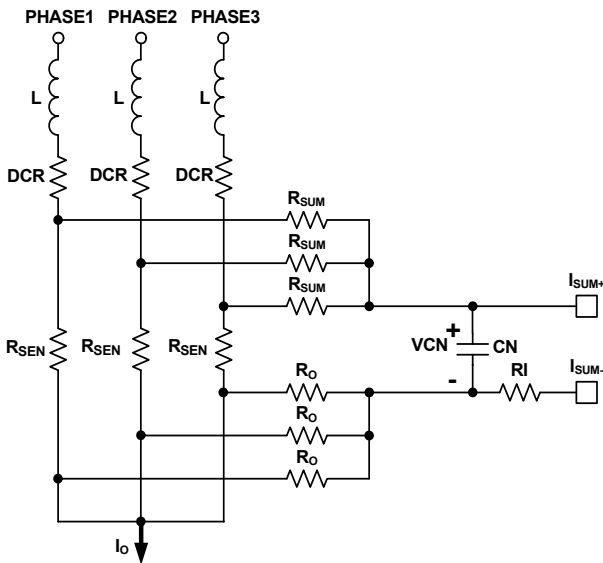 PHASE1 PHASE2 PHASE3
L L L
DCR DCR DCR
RSUM
RSUM
ISUM+
RSUM
+
RSEN RSEN RSEN VCN CN
ISUM-
RO - RI
RO
RO
IO